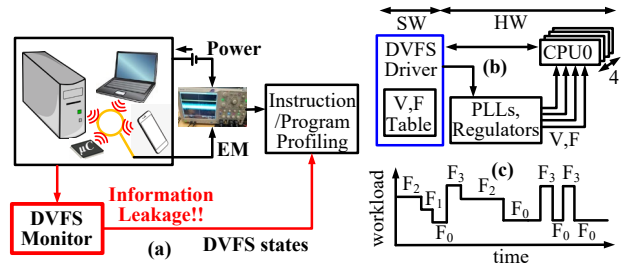 Power
EM
μC
Instruction
/Program
Profiling
Information
Leakage!!
DVFS
Monitor
(a)
DVFS states
SW
HW
DVFS
Driver
V,F
Table
(b)
CPU0
4
PLLs,
Regulators
V,F
(c)
workload
F2
F1
F0
F3
F2
F0
F3
F0
F3
F0
time